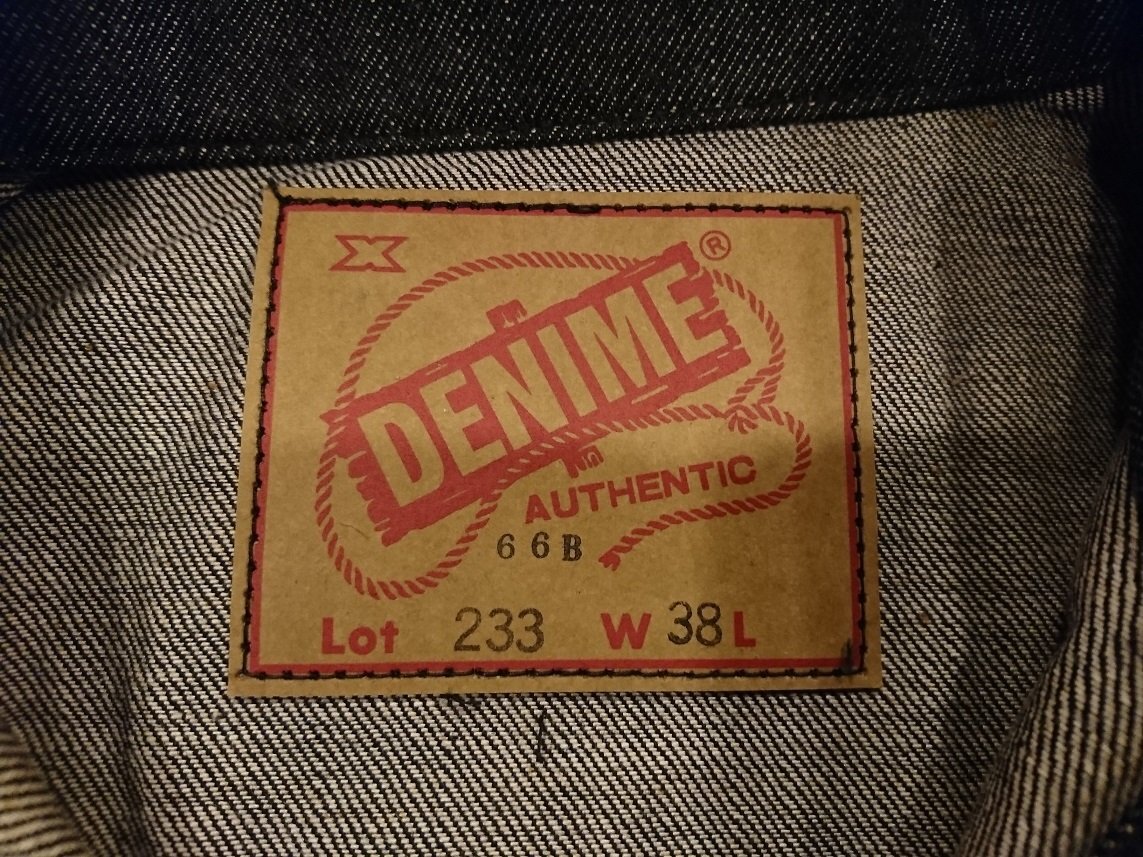 X
DENIME ®
AUTHENTIC
66B
Lot 233 W 38 L